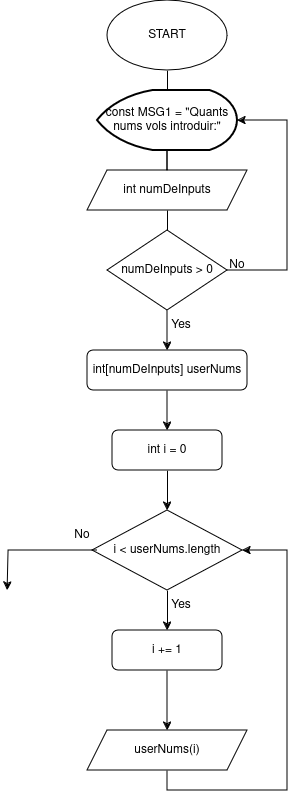 START
const MSG1 = "Quants
nums vols introduir:"
int numDeInputs
numDeInputs > 0
No
Yes
int[numDeInputs] userNums
int i = 0
No
i < userNums.length
Yes
i += 1
userNums(i)